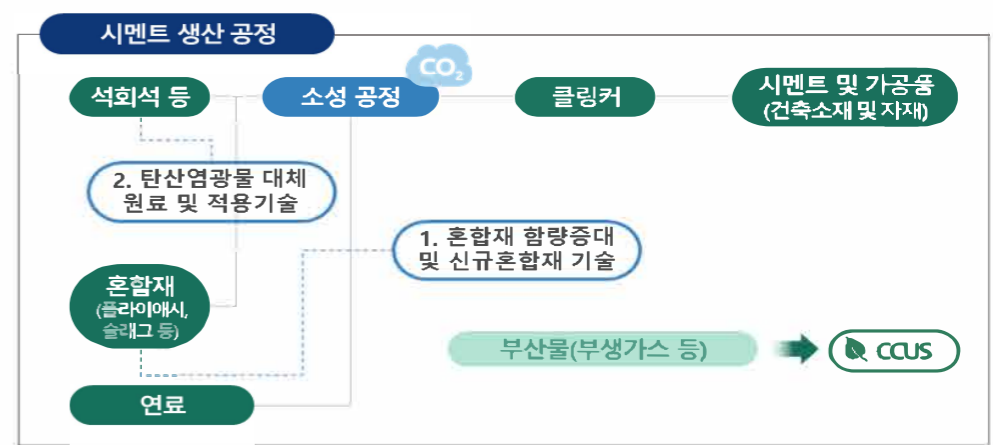 시멘트 생산 공정
CO₂
석회석 등
소성 공정
클링커
시멘트 및 가공품
(건축소재 및 자재)
2. 탄산염광물 대체
원료 및 적용기술
1. 혼합재 함량증대
및 신규혼합재 기술
혼합재
(플라이애시,
슬래그 등)
부산물(부생가스 등)
CCUS
연료